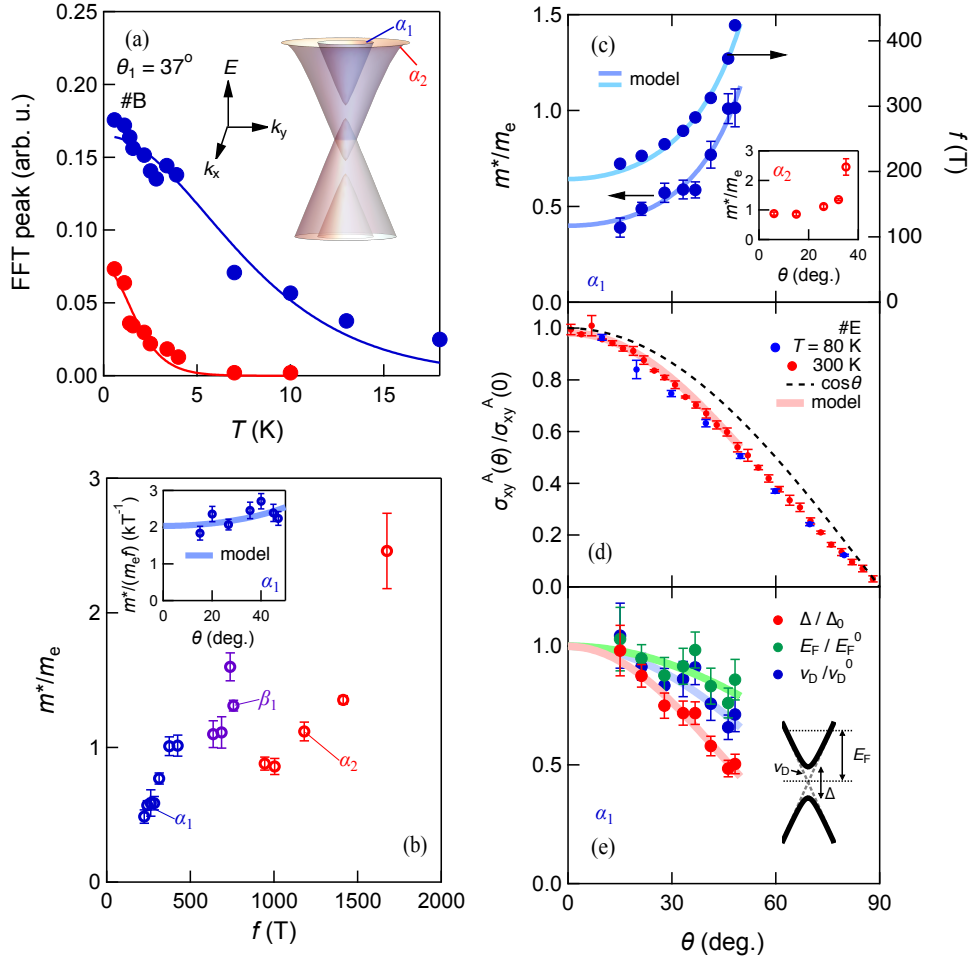 (a)
α1
α2
θ1 = 37°
#B
E
ky
kx
FFT peak (arb. u.)
0.25
0.20
0.15
0.10
0.05
0.00
0
5
10
15
T (K)
(b)
m*/me
3
2
1
0
0
500
1000
1500
2000
f (T)
β1
α1
α2
m*/(mef) (kT-1)
3
2
1
0
0
20
40
θ (deg.)
model
α1
(c)
model
m*/me
1.5
1.0
0.5
0.0
f (T)
400
300
200
100
0
α1
α2
m*/me
3
2
1
0
0
20
θ (deg.)
(d)
#E
T = 80 K
300 K
cosθ
model
σxyA(θ) /σxyA(0)
1.0
0.8
0.6
0.4
0.2
0.0
(e)
Δ / Δ0
EF / EF0
vD /vD0
1.0
0.5
0.0
α1
vD
EF
Δ
0
30
60
90
θ (deg.)